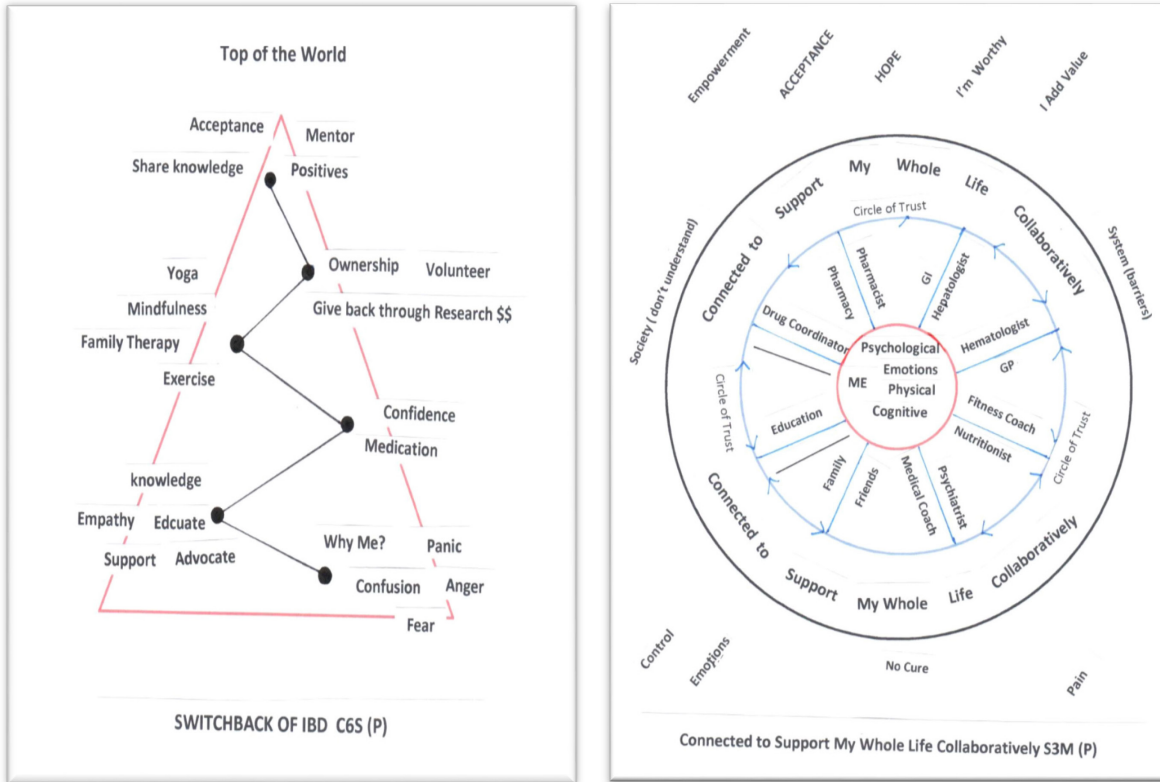 Top of the World
Acceptance
Mentor
Share knowledge
Positives
Yoga
Ownership Volunteer
Mindfulness
Give back through Research $$
Family Therapy
Exercise
Confidence
Medication
knowledge
Empathy Edcuate
Support Advocate
Why Me? Panic
Confusion Anger
Fear
SWITCHBACK OF IBD C6S (P)
Empowerment
ACCEPTANCE
HOPE
I'm Worthy
I Add Value
Society ( don't understand)
System (barriers)
Connected to Support My Whole Life Collaboratively
Circle of Trust
Pharmacist
Pharmacy
GI
Hepatologist
Drug Coordinator
Hematologist
GP
Psychological
Emotions
ME Physical
Cognitive
Circle of Trust
Education
Fitness Coach
Nutritionist
Circle of Trust
Family
Friends
Medical Coach
Psychiatrist
Connected to Support My Whole Life Collaboratively
Control
Emotions
No Cure
Pain
Connected to Support My Whole Life Collaboratively S3M (P)